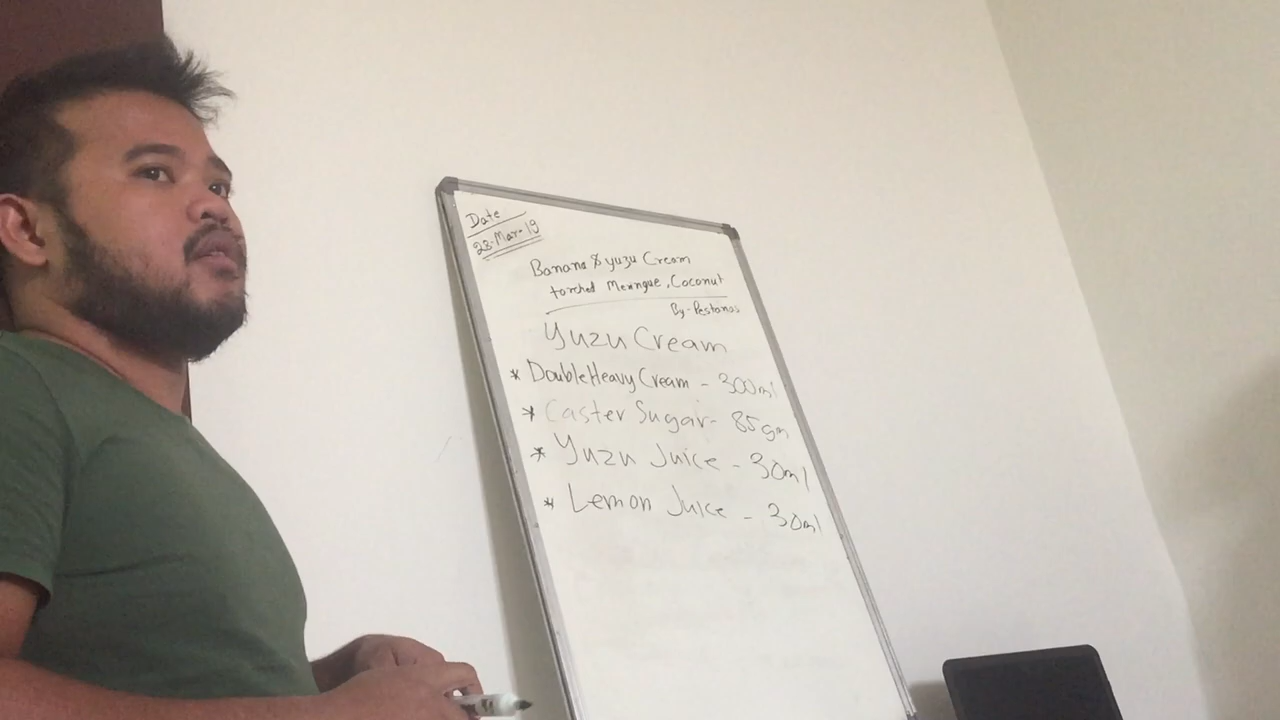 Date
23-Mar-19
Banana & yuzu Cream
torched Meringue, Coconut
By-Pestanas
Yuzu Cream
* Double Heavy Cream - 300ml
* Caster Sugar - 85gm
* Yuzu Juice - 30ml
* Lemon Juice - 30ml